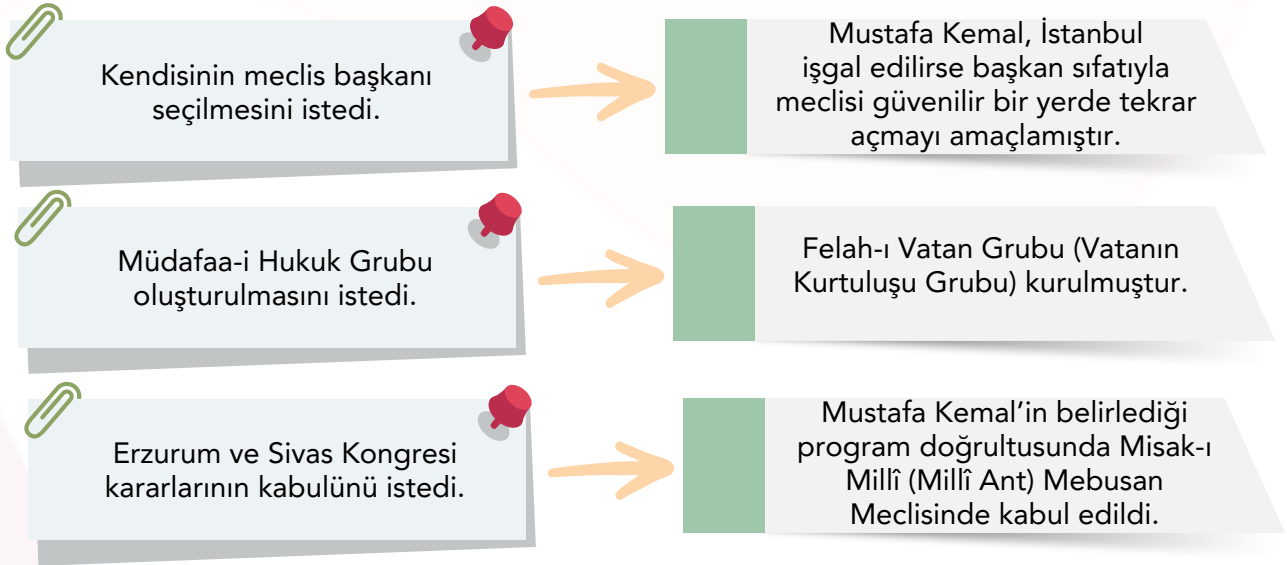 Kendisinin meclis başkanı
seçilmesini istedi.
Mustafa Kemal, İstanbul
işgal edilirse başkan sıfatıyla
meclisi güvenilir bir yerde tekrar
açmayı amaçlamıştır.
Müdafaa-i Hukuk Grubu
oluşturulmasını istedi.
Felah-ı Vatan Grubu (Vatanın
Kurtuluşu Grubu) kurulmuştur.
Erzurum ve Sivas Kongresi
kararlarının kabulünü istedi.
Mustafa Kemal’in belirlediği
program doğrultusunda Misak-ı
Millî (Millî Ant) Mebusan
Meclisinde kabul edildi.